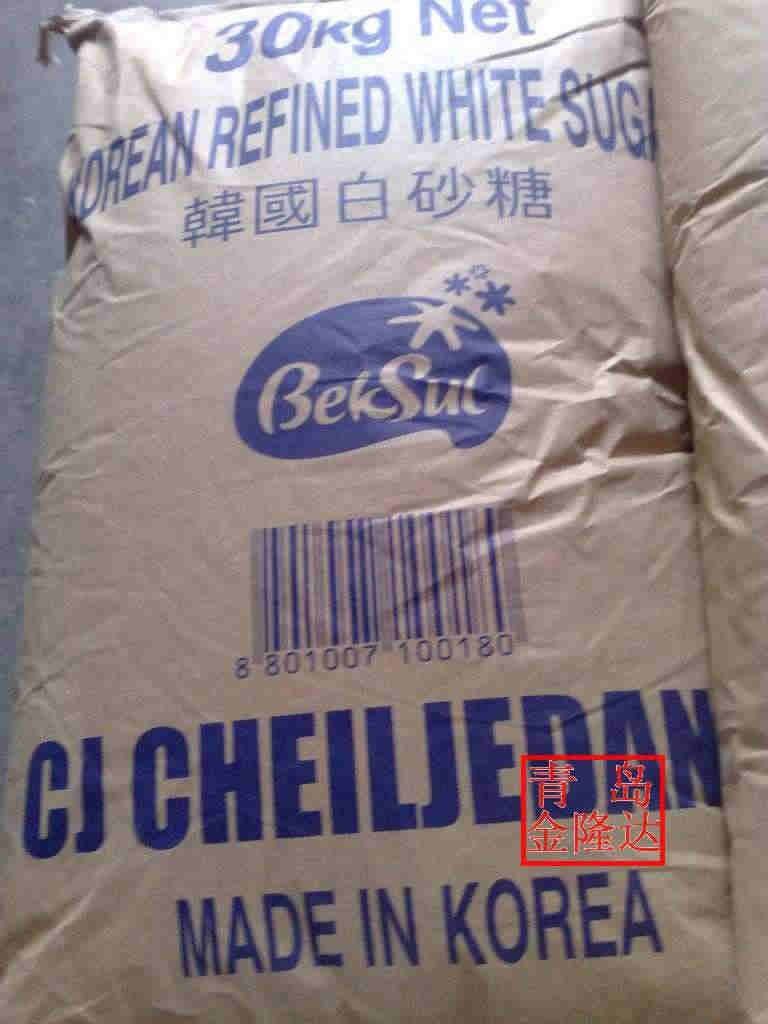 30kg Net
KOREAN REFINED WHITE SUGA
韓國白砂糖
BekSul
8 801007 100180
CJ CHEILJEDAN
青岛
金隆达
MADE IN KOREA